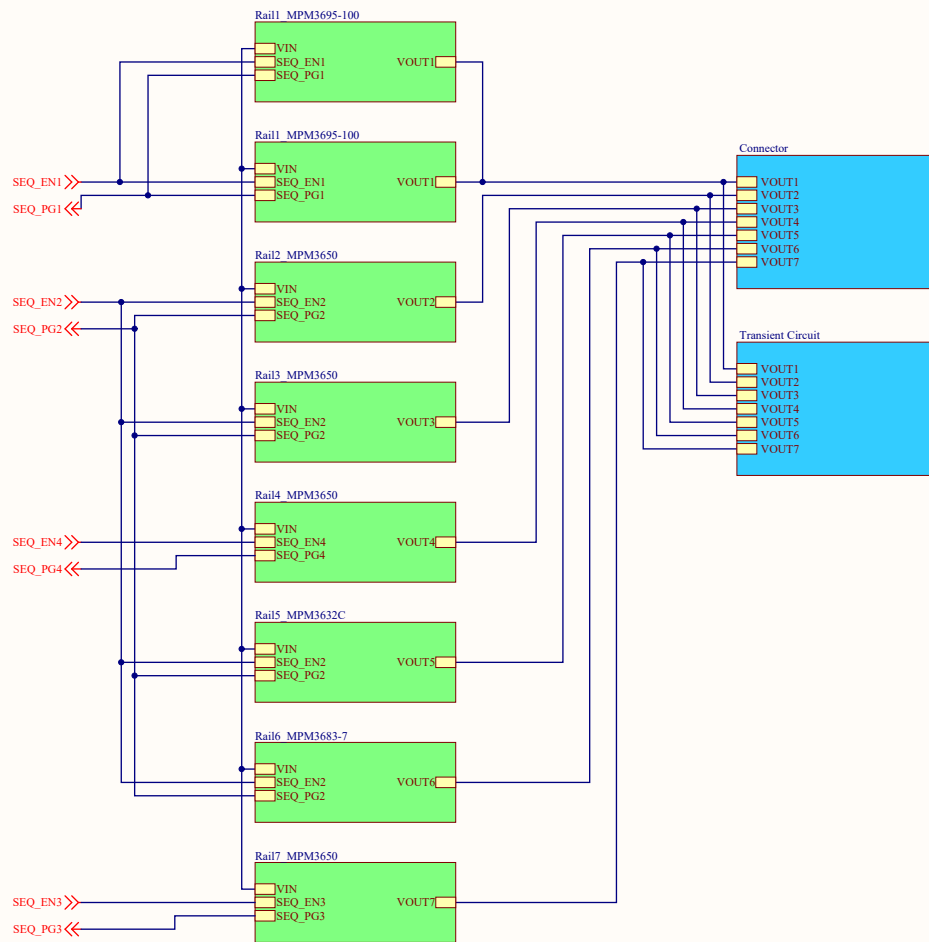 Rail1_MPM3695-100
VIN
SEQ_EN1
SEQ_PG1
VOUT1
Rail1_MPM3695-100
VIN
SEQ_EN1
SEQ_PG1
VOUT1
SEQ_EN1
SEQ_PG1
Rail2_MPM3650
VIN
SEQ_EN2
SEQ_PG2
VOUT2
SEQ_EN2
SEQ_PG2
Rail3_MPM3650
VIN
SEQ_EN2
SEQ_PG2
VOUT3
Rail4_MPM3650
VIN
SEQ_EN4
SEQ_PG4
VOUT4
SEQ_EN4
SEQ_PG4
Rail5_MPM3632C
VIN
SEQ_EN2
SEQ_PG2
VOUT5
Rail6_MPM3683-7
VIN
SEQ_EN2
SEQ_PG2
VOUT6
Rail7_MPM3650
VIN
SEQ_EN3
SEQ_PG3
VOUT7
SEQ_EN3
SEQ_PG3
Connector
VOUT1
VOUT2
VOUT3
VOUT4
VOUT5
VOUT6
VOUT7
Transient Circuit
VOUT1
VOUT2
VOUT3
VOUT4
VOUT5
VOUT6
VOUT7